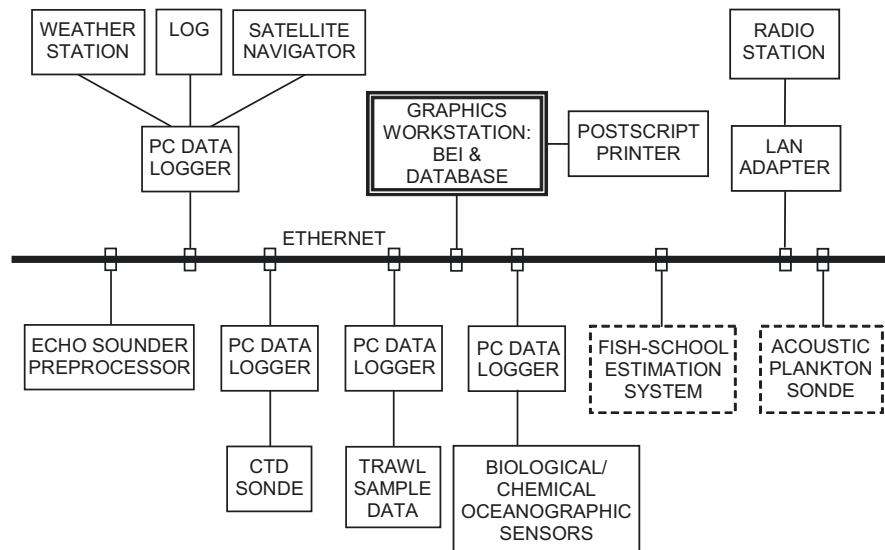 WEATHER
STATION
LOG
SATELLITE
NAVIGATOR
RADIO
STATION
GRAPHICS
WORKSTATION:
BEI &
DATABASE
POSTSCRIPT
PRINTER
PC DATA
LOGGER
LAN
ADAPTER
ETHERNET
ECHO SOUNDER
PREPROCESSOR
PC DATA
LOGGER
PC DATA
LOGGER
PC DATA
LOGGER
FISH-SCHOOL
ESTIMATION
SYSTEM
ACOUSTIC
PLANKTON
SONDE
CTD
SONDE
TRAWL
SAMPLE
DATA
BIOLOGICAL/
CHEMICAL
OCEANOGRAPHIC
SENSORS